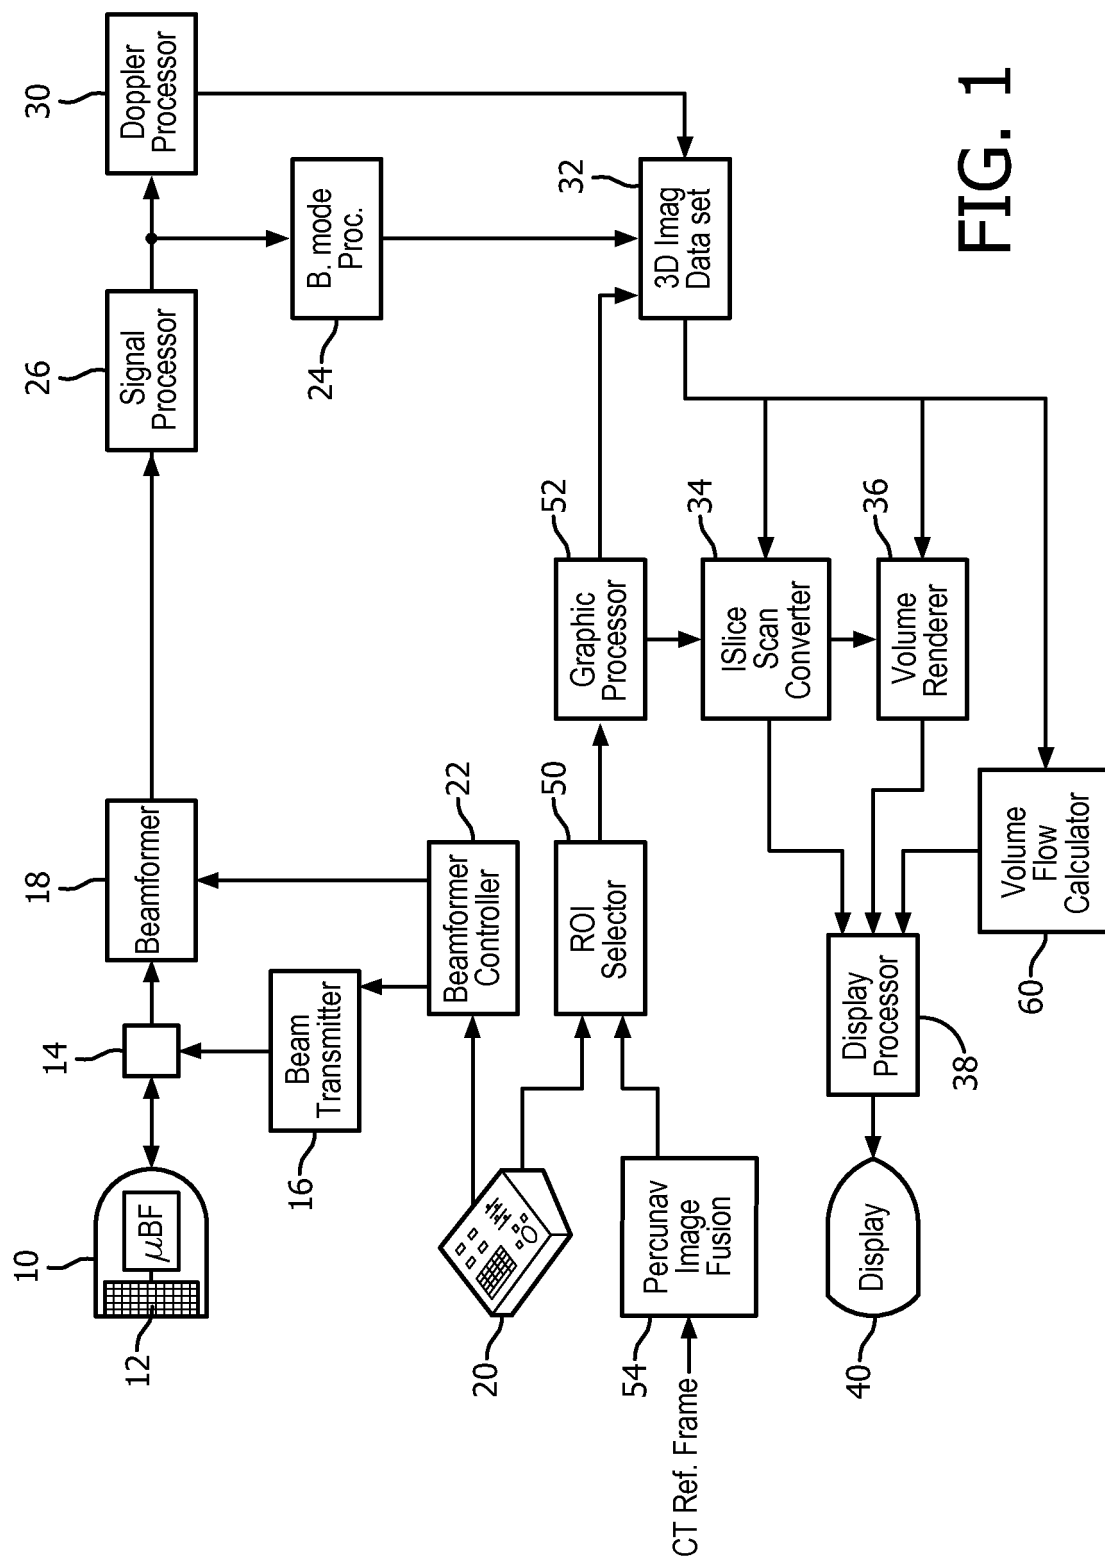 10
12
µBF
14
18
Beamformer
26
Signal
Processor
30
Doppler
Processor
16
Beam
Transmitter
22
Beamformer
Controller
24
B. mode
Proc.
20
50
ROI
Selector
52
Graphic
Processor
32
3D Imag
Data set
CT Ref. Frame
54
Percunav
Image
Fusion
34
ISlice
Scan
Converter
36
Volume
Renderer
40
Display
38
Display
Processor
60
Volume
Flow
Calculator
FIG. 1